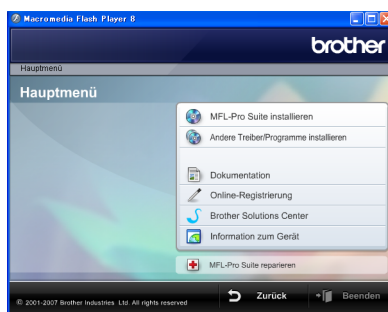 Macromedia Flash Player 8
brother
Hauptmenü
Hauptmenü
MFL-Pro Suite installieren
Andere Treiber/Programme installieren
Dokumentation
Online-Registrierung
Brother Solutions Center
Information zum Gerät
MFL-Pro Suite reparieren
© 2001-2007 Brother Industries Ltd. All rights reserved
Zurück
Beenden